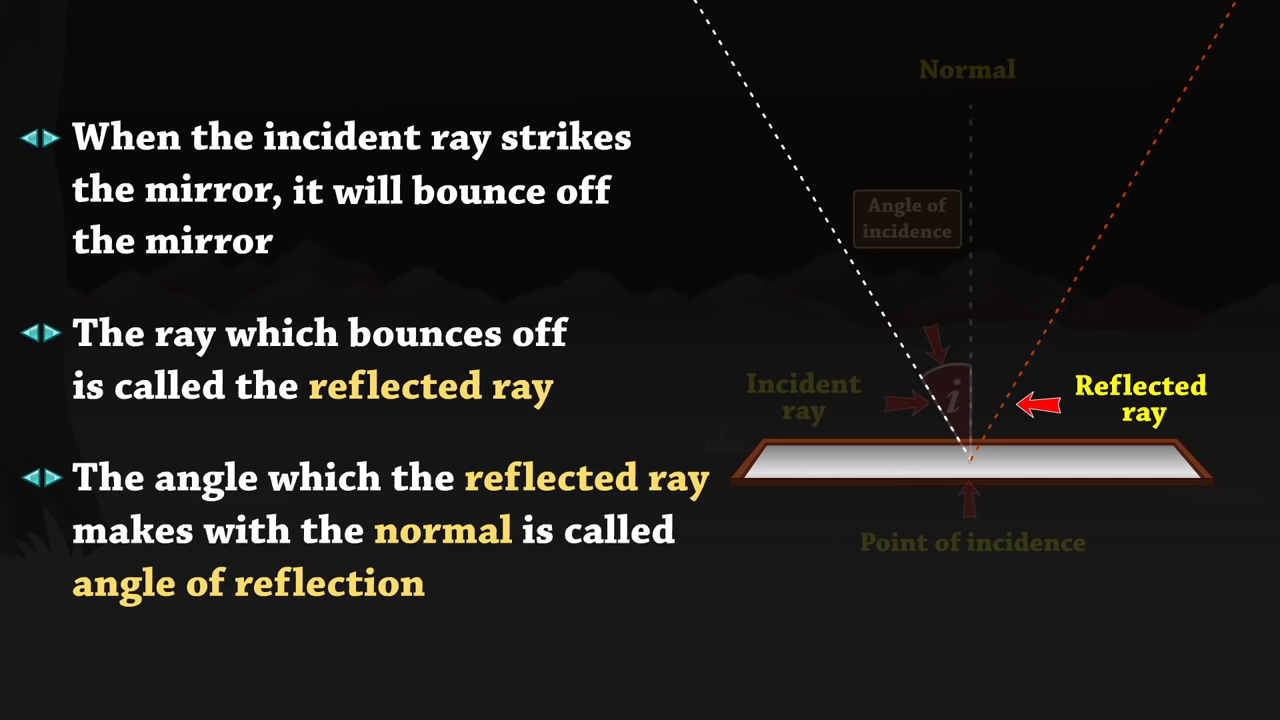 When the incident ray strikes
the mirror, it will bounce off
the mirror
The ray which bounces off
is called the reflected ray
The angle which the reflected ray
makes with the normal is called
angle of reflection
Normal
Angle of
incidence
Incident
ray
i
Reflected
ray
Point of incidence